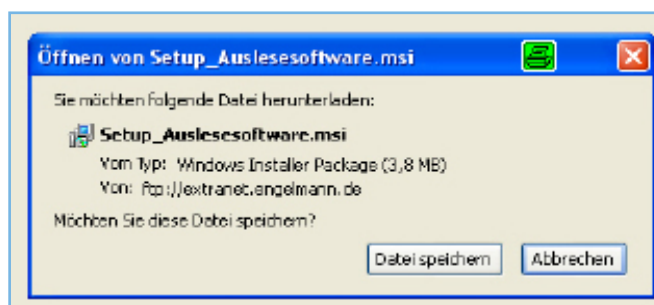 Öffnen von Setup_Auslesesoftware.msi
Sie möchten folgende Datei herunterladen:
Setup_Auslesesoftware.msi
Vom Typ: Windows Installer Package (3,8 MB)
Von: ftp://extranet.engelmann.de
Möchten Sie diese Datei speichern?
Datei speichern Abbrechen